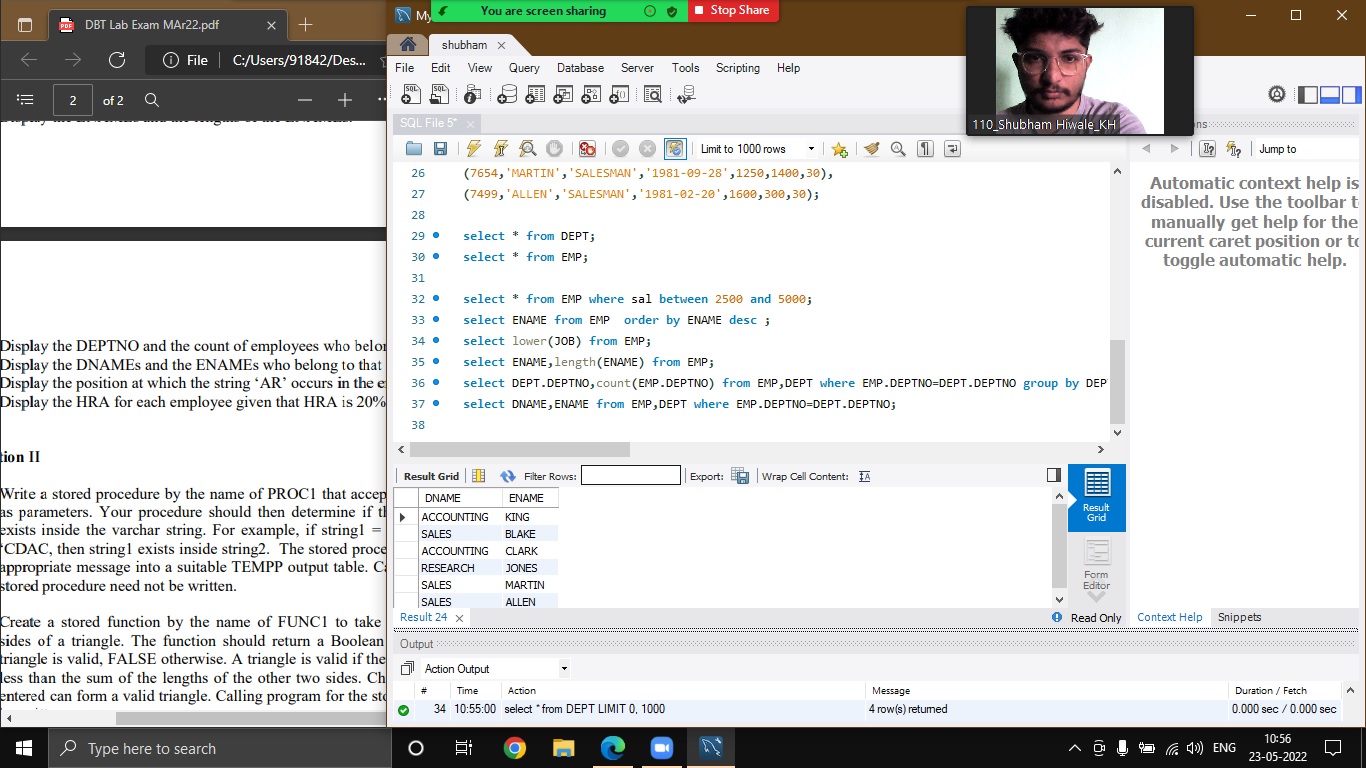 DBT Lab Exam MAr22.pdf
File
C:/Users/91842/Des...
2
of 2
Display the DEPTNO and the count of employees who
Display the DNAMEs and the ENAMEs who belong to that
Display the position at which the string ‘AR’ occurs in the
Display the HRA for each employee given that HRA is 20%
tion II
Write a stored procedure by the name of PROC1 that accep
as parameters. Your procedure should then determine if
exists inside the varchar string. For example, if string1 =
‘CDAC, then string1 exists inside string2. The stored proce
appropriate message into a suitable TEMPP output table.
stored procedure need not be written.
Create a stored function by the name of FUNC1 to take
sides of a triangle. The function should return a Boolean
triangle is valid, FALSE otherwise. A triangle is valid if the
less than the sum of the lengths of the other two sides.
entered can form a valid triangle. Calling program for the
You are screen sharing
Stop Share
My
shubham
File Edit View Query Database Server Tools Scripting Help
SQL File 5*
Limit to 1000 rows
26 (7654,'MARTIN','SALESMAN','1981-09-28',1250,1400,30),
27 (7499,'ALLEN','SALESMAN','1981-02-20',1600,300,30);
28
29 select * from DEPT;
30 select * from EMP;
31
32 select * from EMP where sal between 2500 and 5000;
33 select ENAME from EMP  order by ENAME desc ;
34 select lower(JOB) from EMP;
35 select ENAME,length(ENAME) from EMP;
36 select DEPT.DEPTNO,count(EMP.DEPTNO) from EMP,DEPT where EMP.DEPTNO=DEPT.DEPTNO group by DEP
37 select DNAME,ENAME from EMP,DEPT where EMP.DEPTNO=DEPT.DEPTNO;
38
Result Grid Filter Rows: Export: Wrap Cell Content:
DNAME ENAME
ACCOUNTING KING
SALES BLAKE
ACCOUNTING CLARK
RESEARCH JONES
SALES MARTIN
SALES ALLEN
Result Grid
Form Editor
Result 24
Read Only
Output
Action Output
# Time Action Message Duration / Fetch
34 10:55:00 select * from DEPT LIMIT 0, 1000 4 row(s) returned 0.000 sec / 0.000 sec
110_Shubham Hiwale_KH
ns
Jump to
Automatic context help is
disabled. Use the toolbar t
manually get help for the
current caret position or to
toggle automatic help.
Context Help Snippets
Type here to search
ENG
10:56
23-05-2022